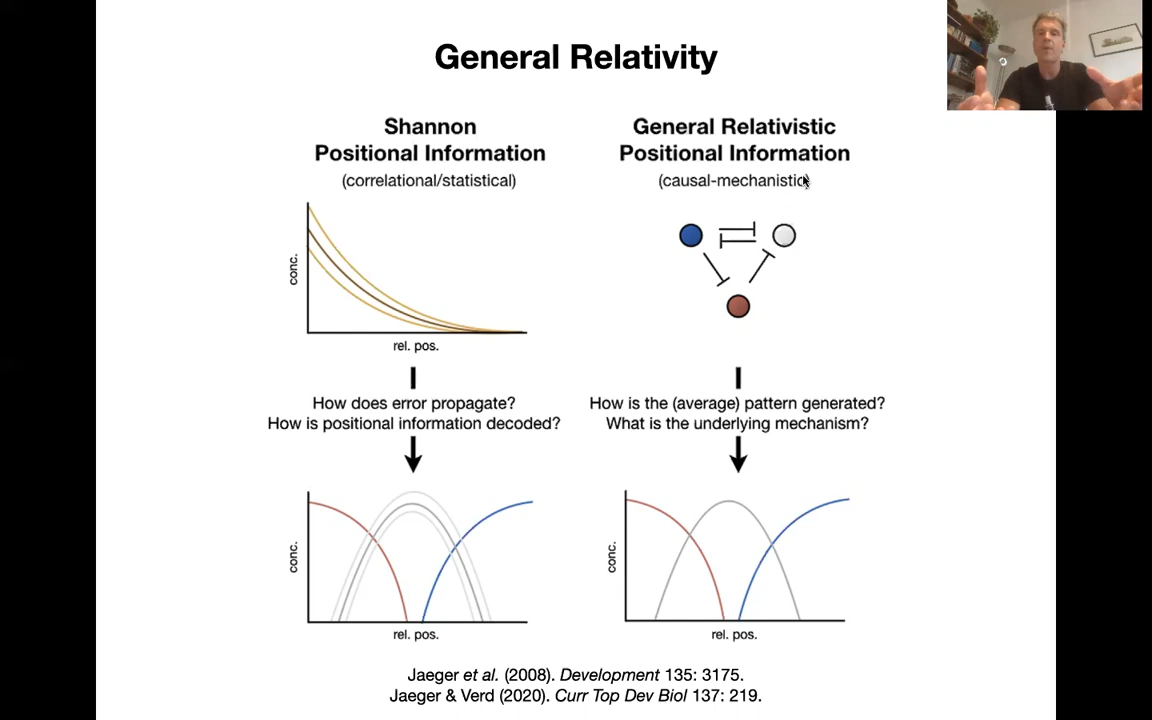 General Relativity
Shannon
Positional Information
(correlational/statistical)
conc.
rel. pos.
How does error propagate?
How is positional information decoded?
conc.
rel. pos.
General Relativistic
Positional Information
(causal-mechanistic)
How is the (average) pattern generated?
What is the underlying mechanism?
conc.
rel. pos.
Jaeger et al. (2008). Development 135: 3175.
Jaeger & Verd (2020). Curr Top Dev Biol 137: 219.